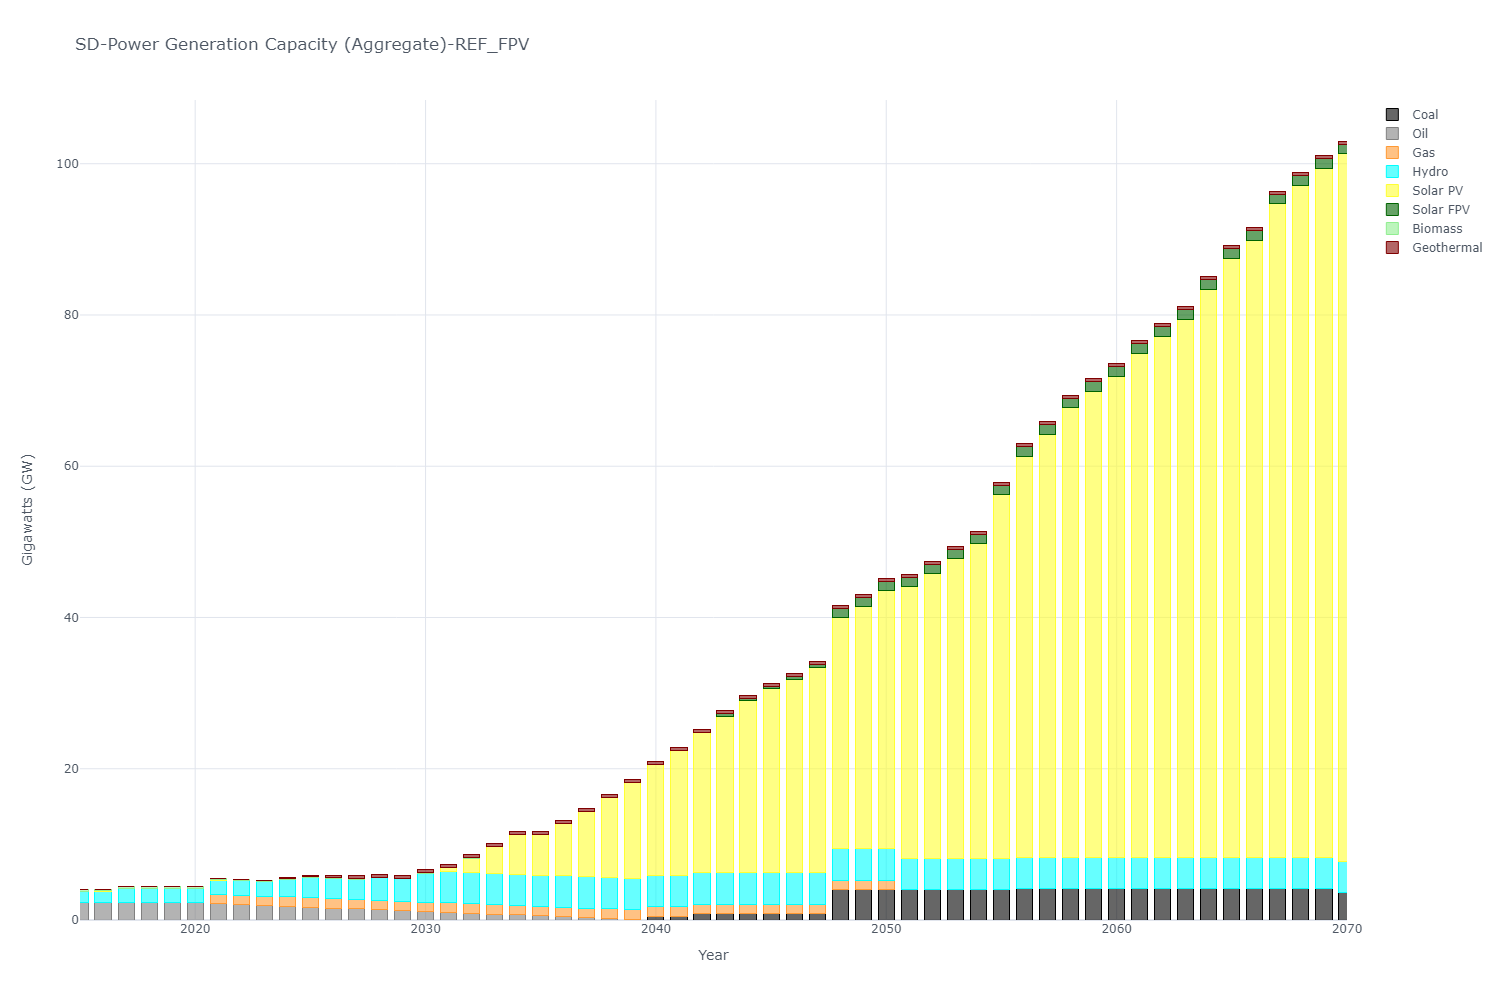 SD-Power Generation Capacity (Aggregate)-REF_FPV
Coal
Oil
Gas
Hydro
Solar PV
Solar FPV
Biomass
Geothermal
Gigawatts (GW)
100
80
60
40
20
0
2020
2030
2040
2050
2060
2070
Year